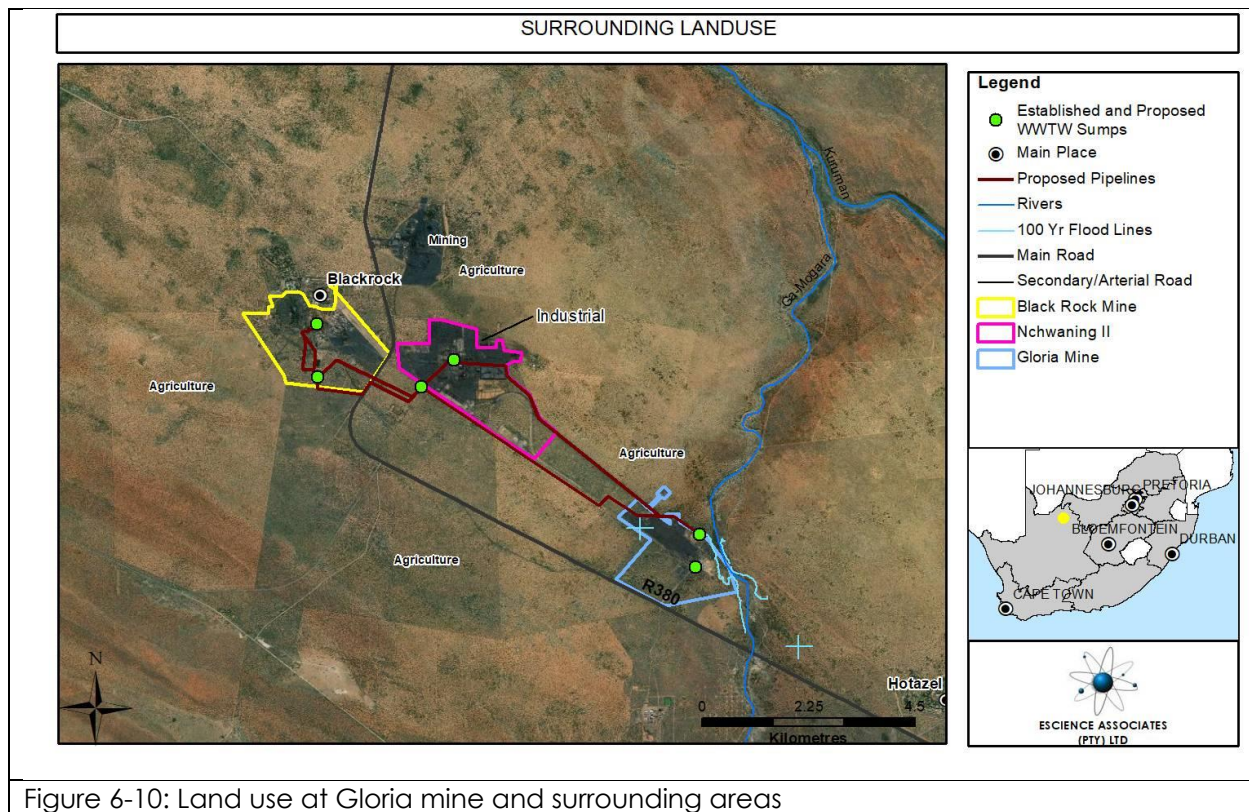 SURROUNDING LANDUSE
Kuruman
Mining
Agriculture
Blackrock
Ga-Mogara
Industrial
Agriculture
Agriculture
Agriculture
R380
Hotazel
N
0 2.25 4.5
Kilometres
Legend
Established and Proposed
WWTW Sumps
Main Place
Proposed Pipelines
Rivers
100 Yr Flood Lines
Main Road
Secondary/Arterial Road
Black Rock Mine
Nchwaning II
Gloria Mine
JOHANNESBURG
PRETORIA
BLOEMFONTEIN
DURBAN
CAPE TOWN
ESCIENCE ASSOCIATES
(PTY) LTD
Figure 6-10: Land use at Gloria mine and surrounding areas